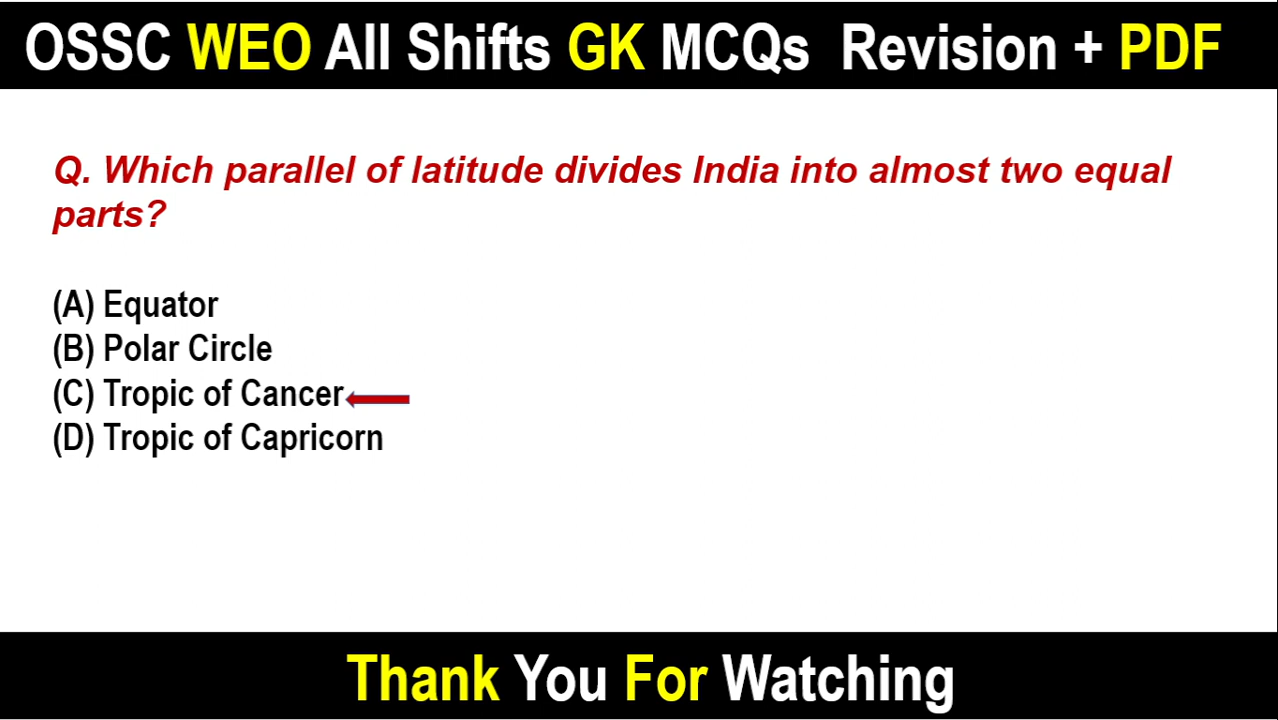 OSSC WEO All Shifts GK MCQs Revision + PDF
Q. Which parallel of latitude divides India into almost two equal
parts?
(A) Equator
(B) Polar Circle
(C) Tropic of Cancer
(D) Tropic of Capricorn
Thank You For Watching